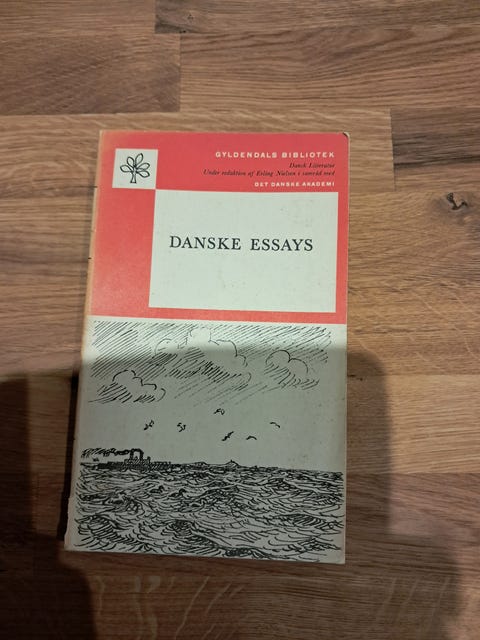 GYLDENDALS BIBLIOTEK
Dansk Litteratur
Under redaktion af Erling Nielsen i samråd med
DET DANSKE AKADEMI
DANSKE ESSAYS